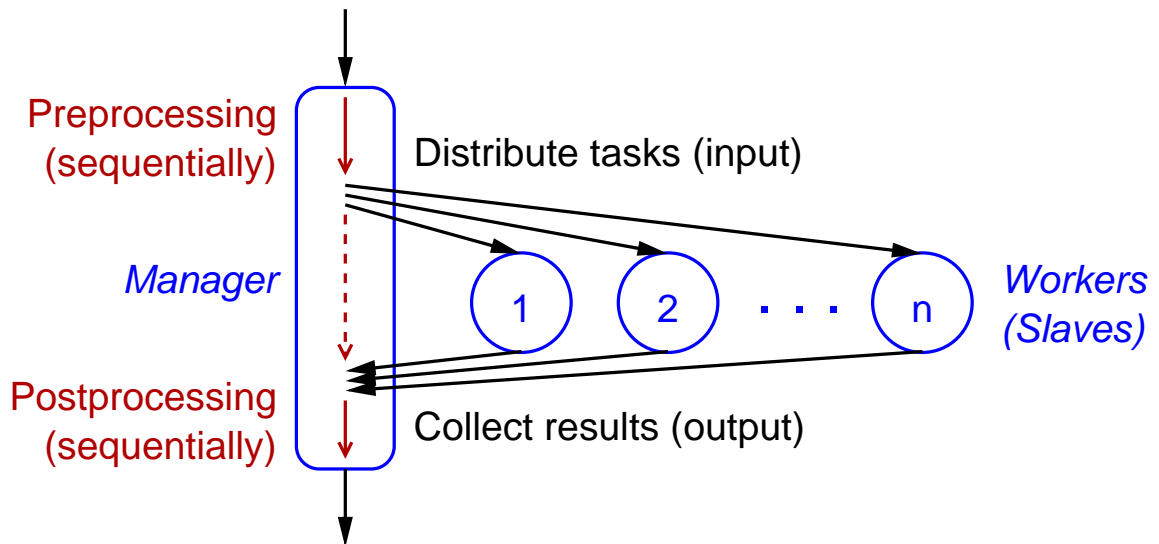 Preprocessing
(sequentially)
Distribute tasks (input)
Manager
1
2
. . .
n
Workers
(Slaves)
Postprocessing
(sequentially)
Collect results (output)